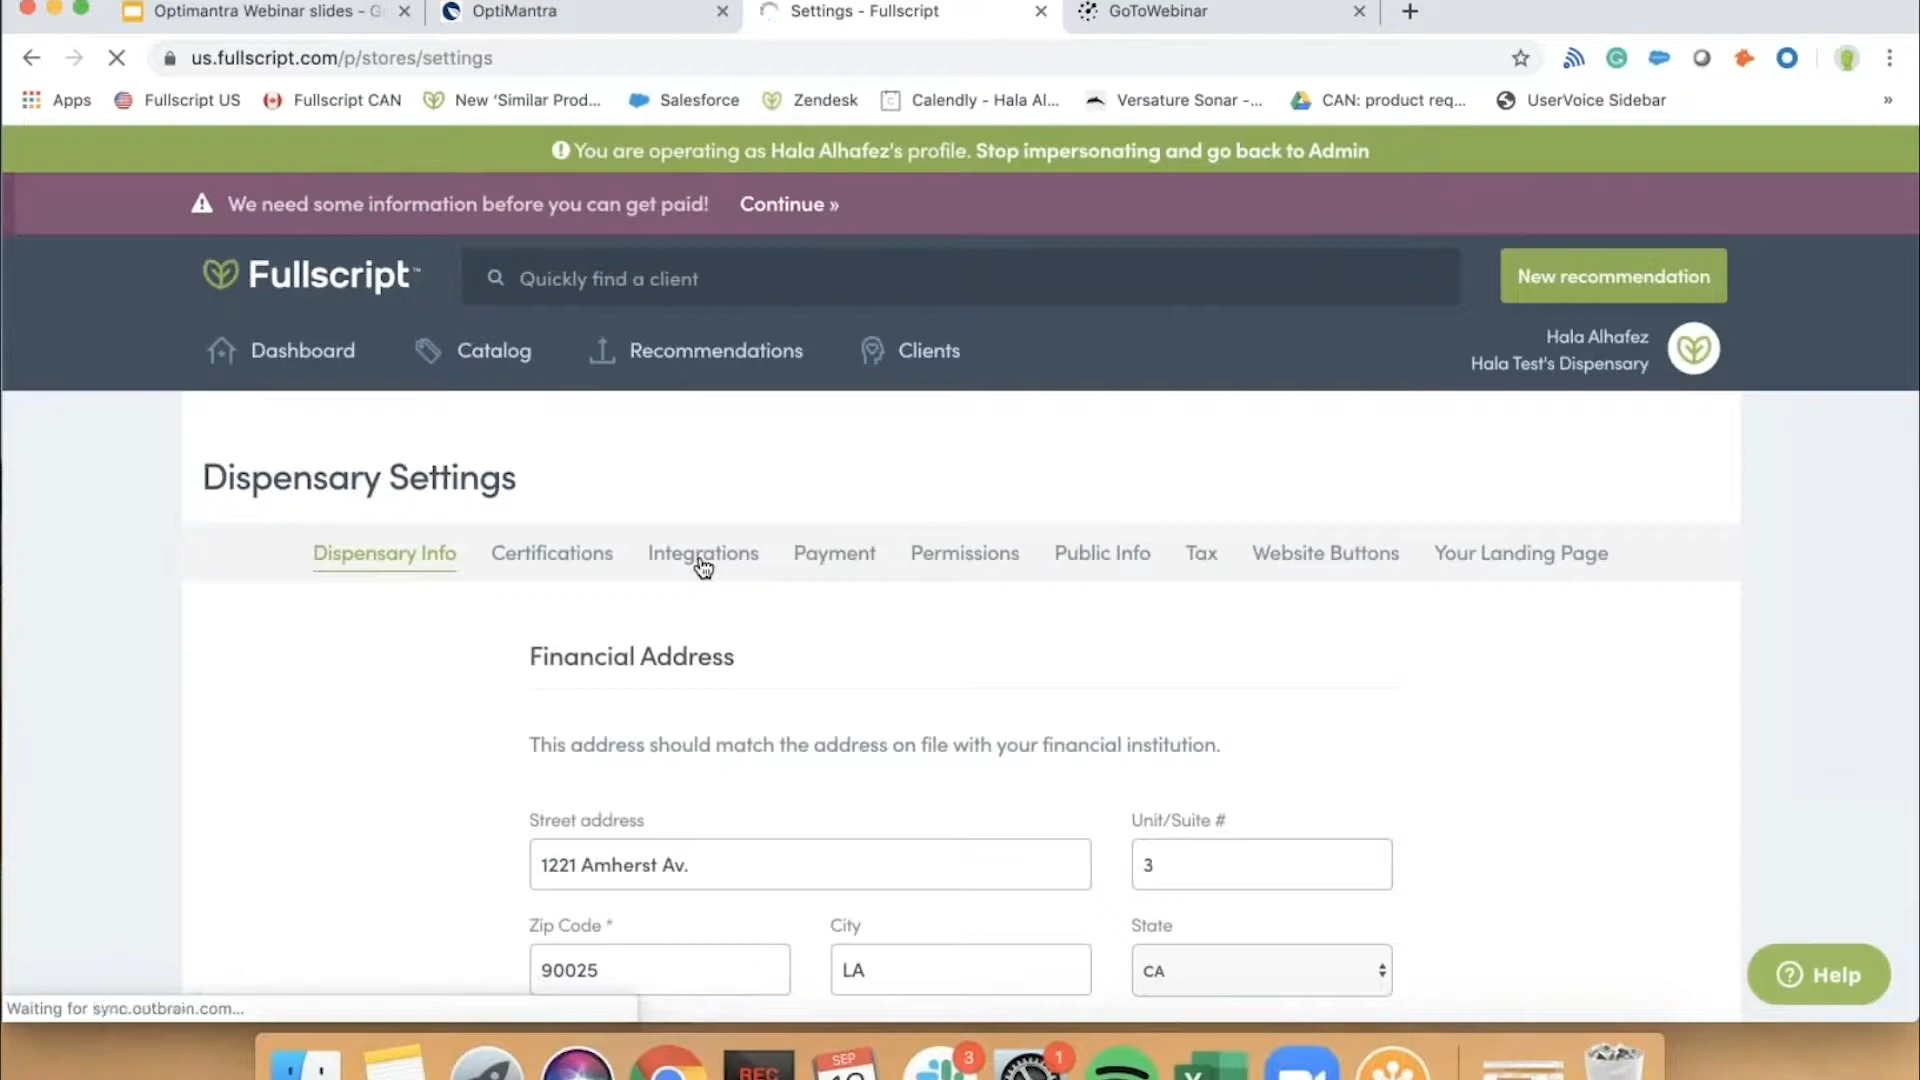 Optimantra Webinar slides - G
OptiMantra
Settings - Fullscript
GoToWebinar
us.fullscript.com/p/stores/settings
Apps
Fullscript US
Fullscript CAN
New ‘Similar Prod...
Salesforce
Zendesk
Calendly - Hala Al...
Versature Sonar -...
CAN: product req...
UserVoice Sidebar
»
You are operating as Hala Alhafez's profile. Stop impersonating and go back to Admin
We need some information before you can get paid! Continue »
Fullscript™
Quickly find a client
New recommendation
Dashboard
Catalog
Recommendations
Clients
Hala Alhafez
Hala Test's Dispensary
Dispensary Settings
Dispensary Info
Certifications
Integrations
Payment
Permissions
Public Info
Tax
Website Buttons
Your Landing Page
Financial Address
This address should match the address on file with your financial institution.
Street address
Unit/Suite #
1221 Amherst Av.
3
Zip Code *
City
State
90025
LA
CA
Help
Waiting for sync.outbrain.com...
REC
SEP
3
1